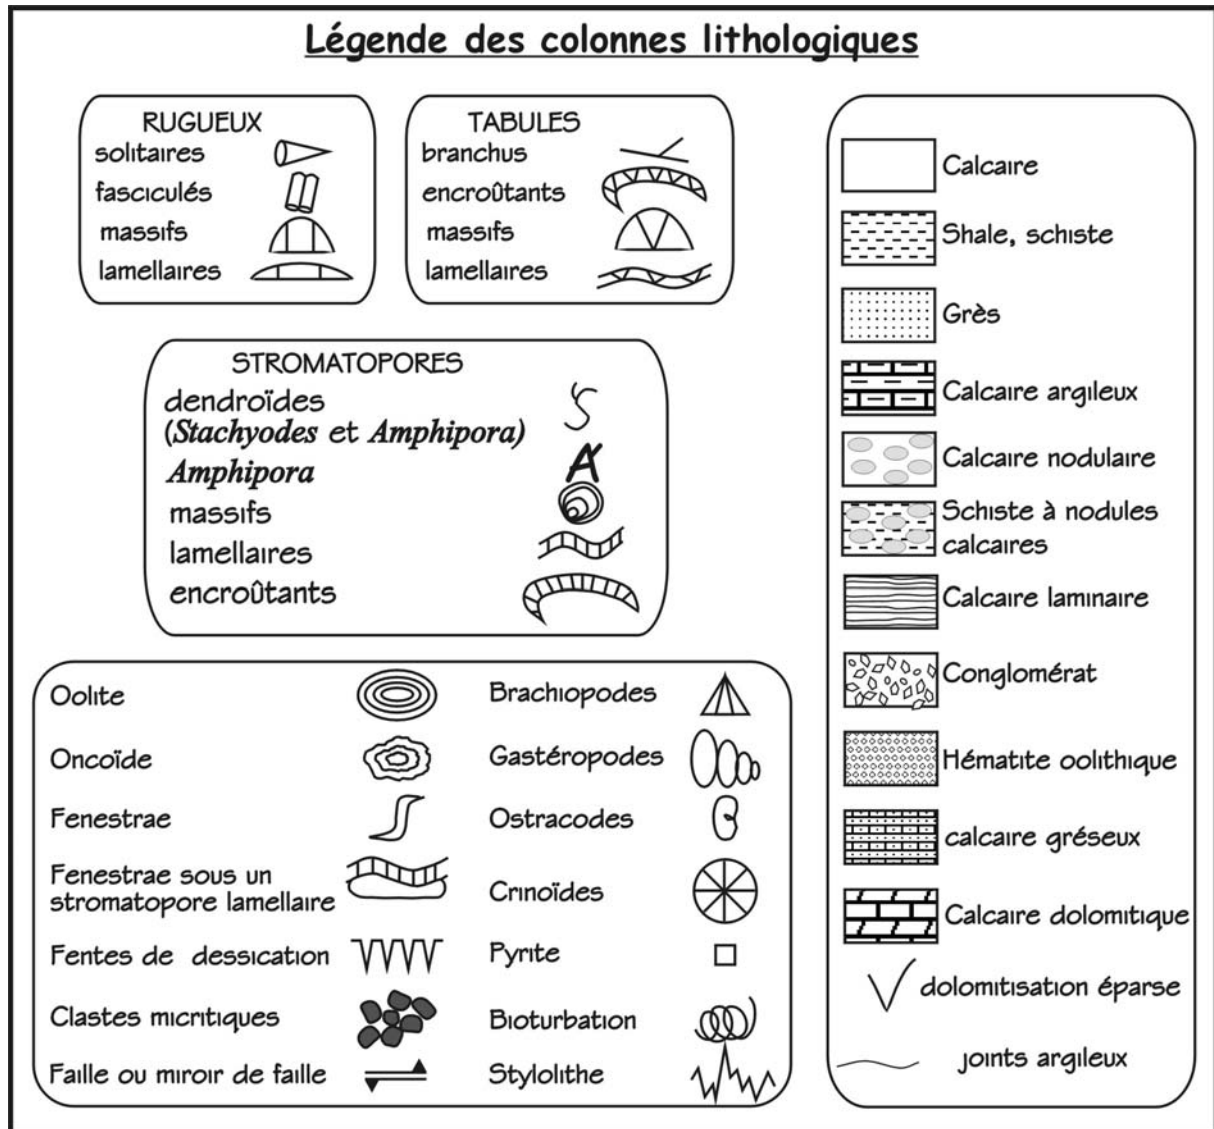 Légende des colonnes lithologiques
RUGUEUX
solitaires
fasciculés
massifs
lamellaires
TABULES
branchus
encroûtants
massifs
lamellaires
STROMATOPORES
dendroïdes
(Stachyodes et Amphipora)
Amphipora
massifs
lamellaires
encroûtants
Oolite
Oncoïde
Fenestrae
Fenestrae sous un
stromatopore lamellaire
Fentes de dessication
Clastes micritiques
Faille ou miroir de faille
Brachiopodes
Gastéropodes
Ostracodes
Crinoïdes
Pyrite
Bioturbation
Stylolithe
Calcaire
Shale, schiste
Grès
Calcaire argileux
Calcaire nodulaire
Schiste à nodules
calcaires
Calcaire laminaire
Conglomérat
Hématite oolithique
calcaire gréseux
Calcaire dolomitique
dolomitisation éparse
joints argileux